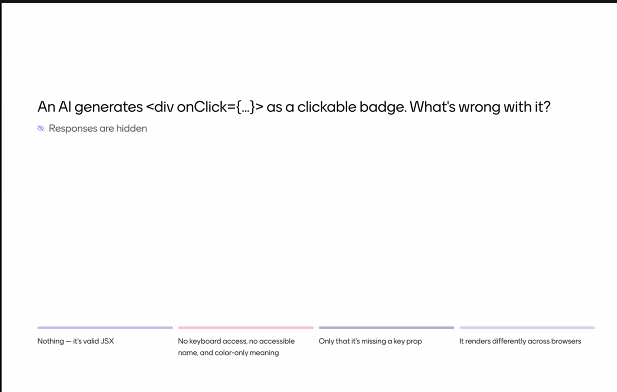 An AI generates <div onClick={...}> as a clickable badge. What's wrong with it?
Responses are hidden
Nothing — it's valid JSX
No keyboard access, no accessible
name, and color-only meaning
Only that it's missing a key prop
It renders differently across browsers